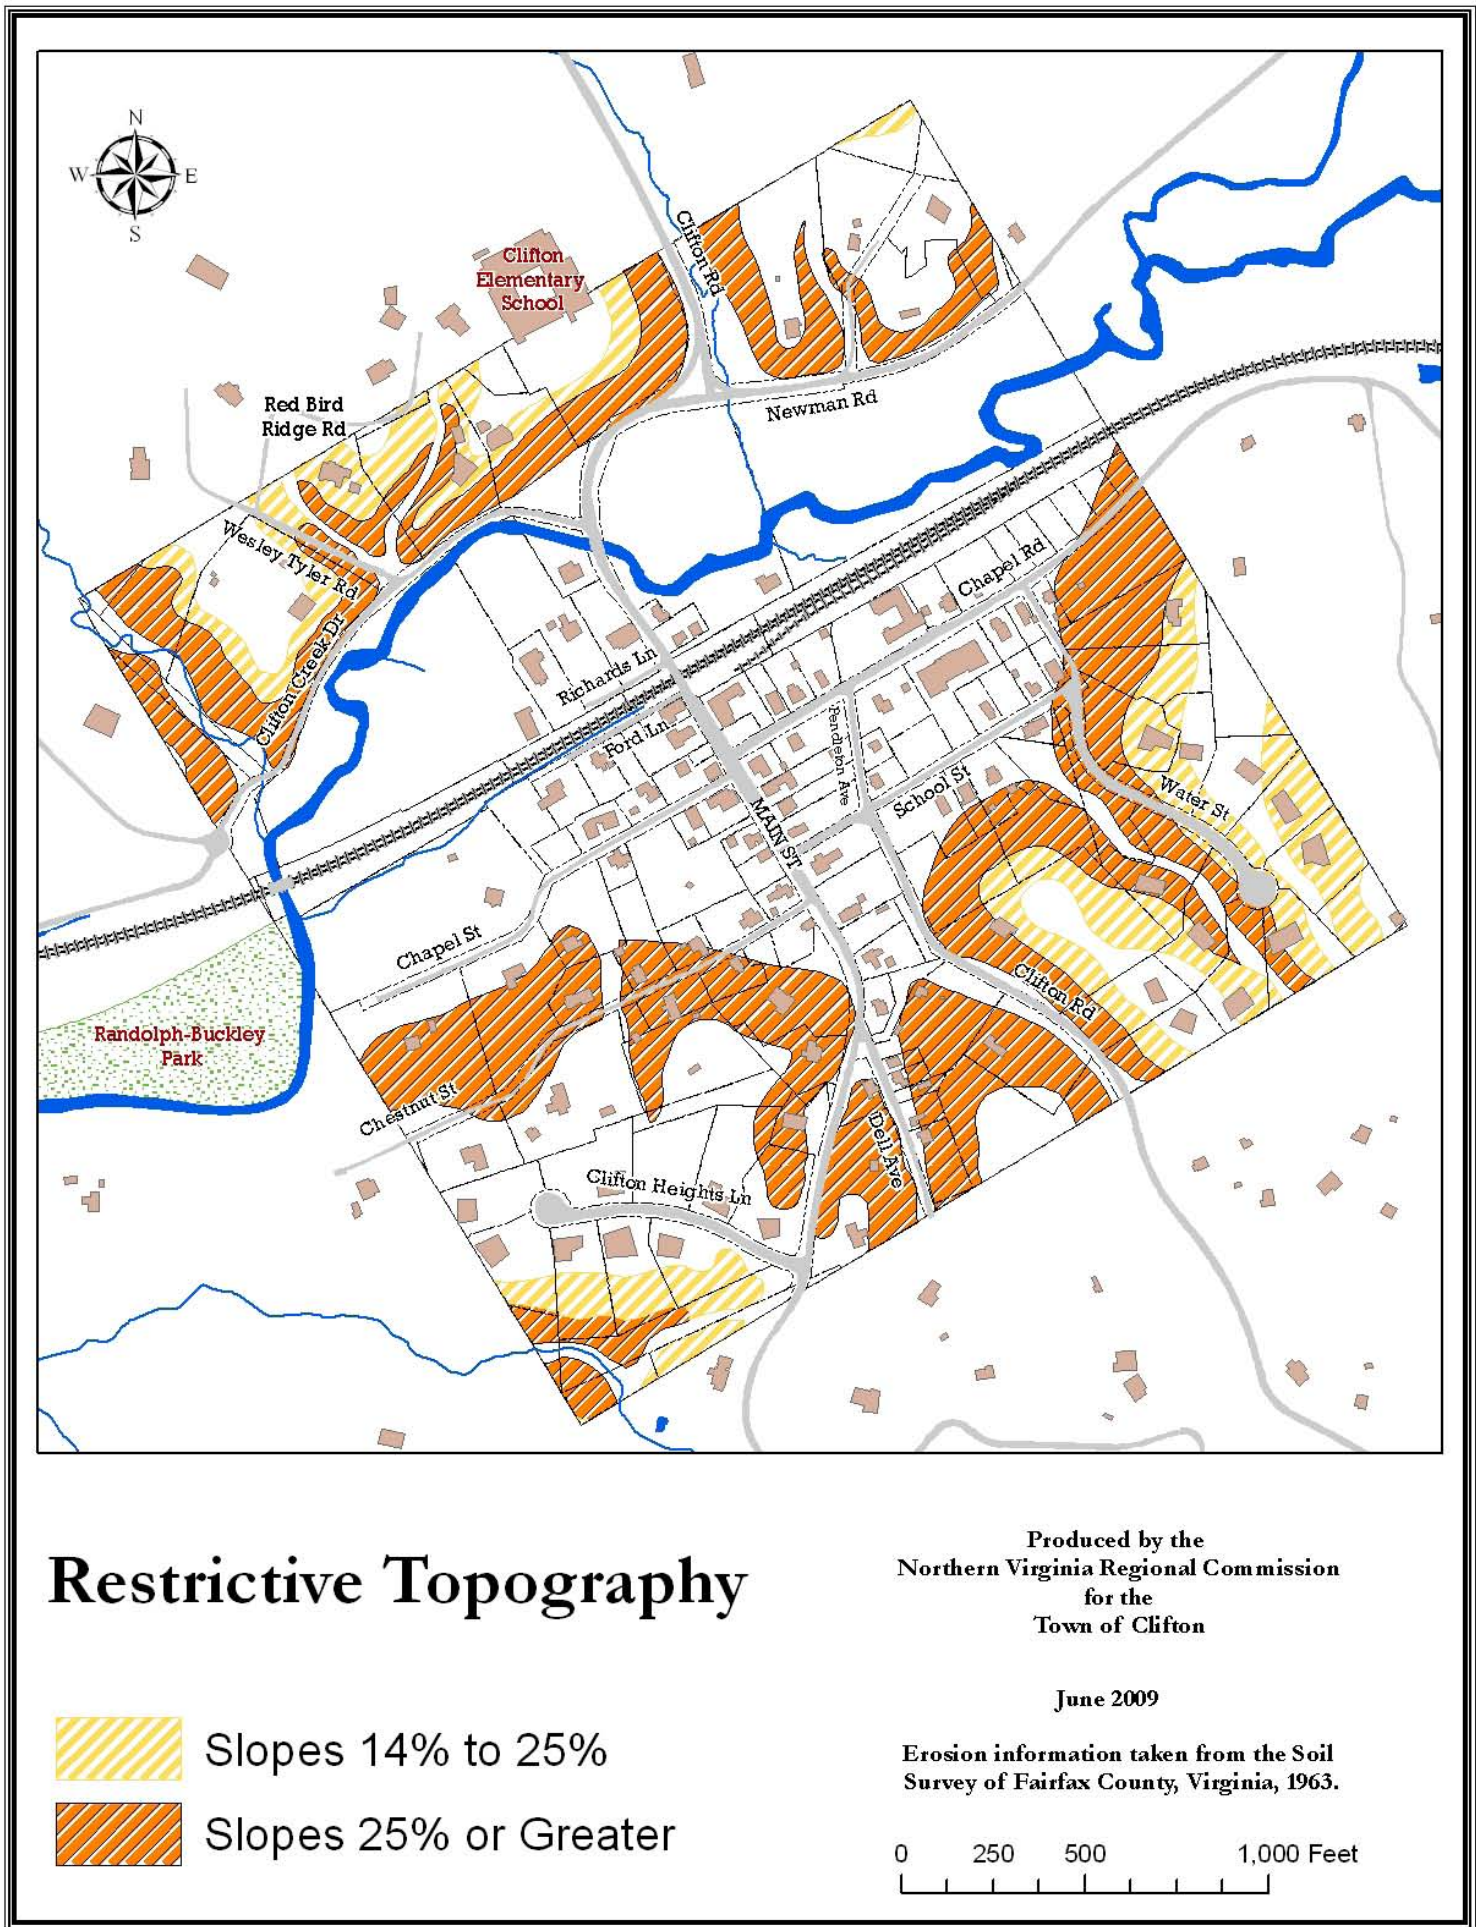 N
W E
S
Clifton Rd
Clifton
Elementary
School
Red Bird
Ridge Rd
Newman Rd
Wesley Tyler Rd
Chapel Rd
Clifton Creek Dr
Richards Ln
Ford Ln
Pendleton Ave
School St
Water St
MAIN ST
Chapel St
Clifton Rd
Randolph-Buckley
Park
Chestnut St
Dell Ave
Clifton Heights Ln
Restrictive Topography
Slopes 14% to 25%
Slopes 25% or Greater
Produced by the
Northern Virginia Regional Commission
for the
Town of Clifton
June 2009
Erosion information taken from the Soil
Survey of Fairfax County, Virginia, 1963.
0 250 500 1,000 Feet